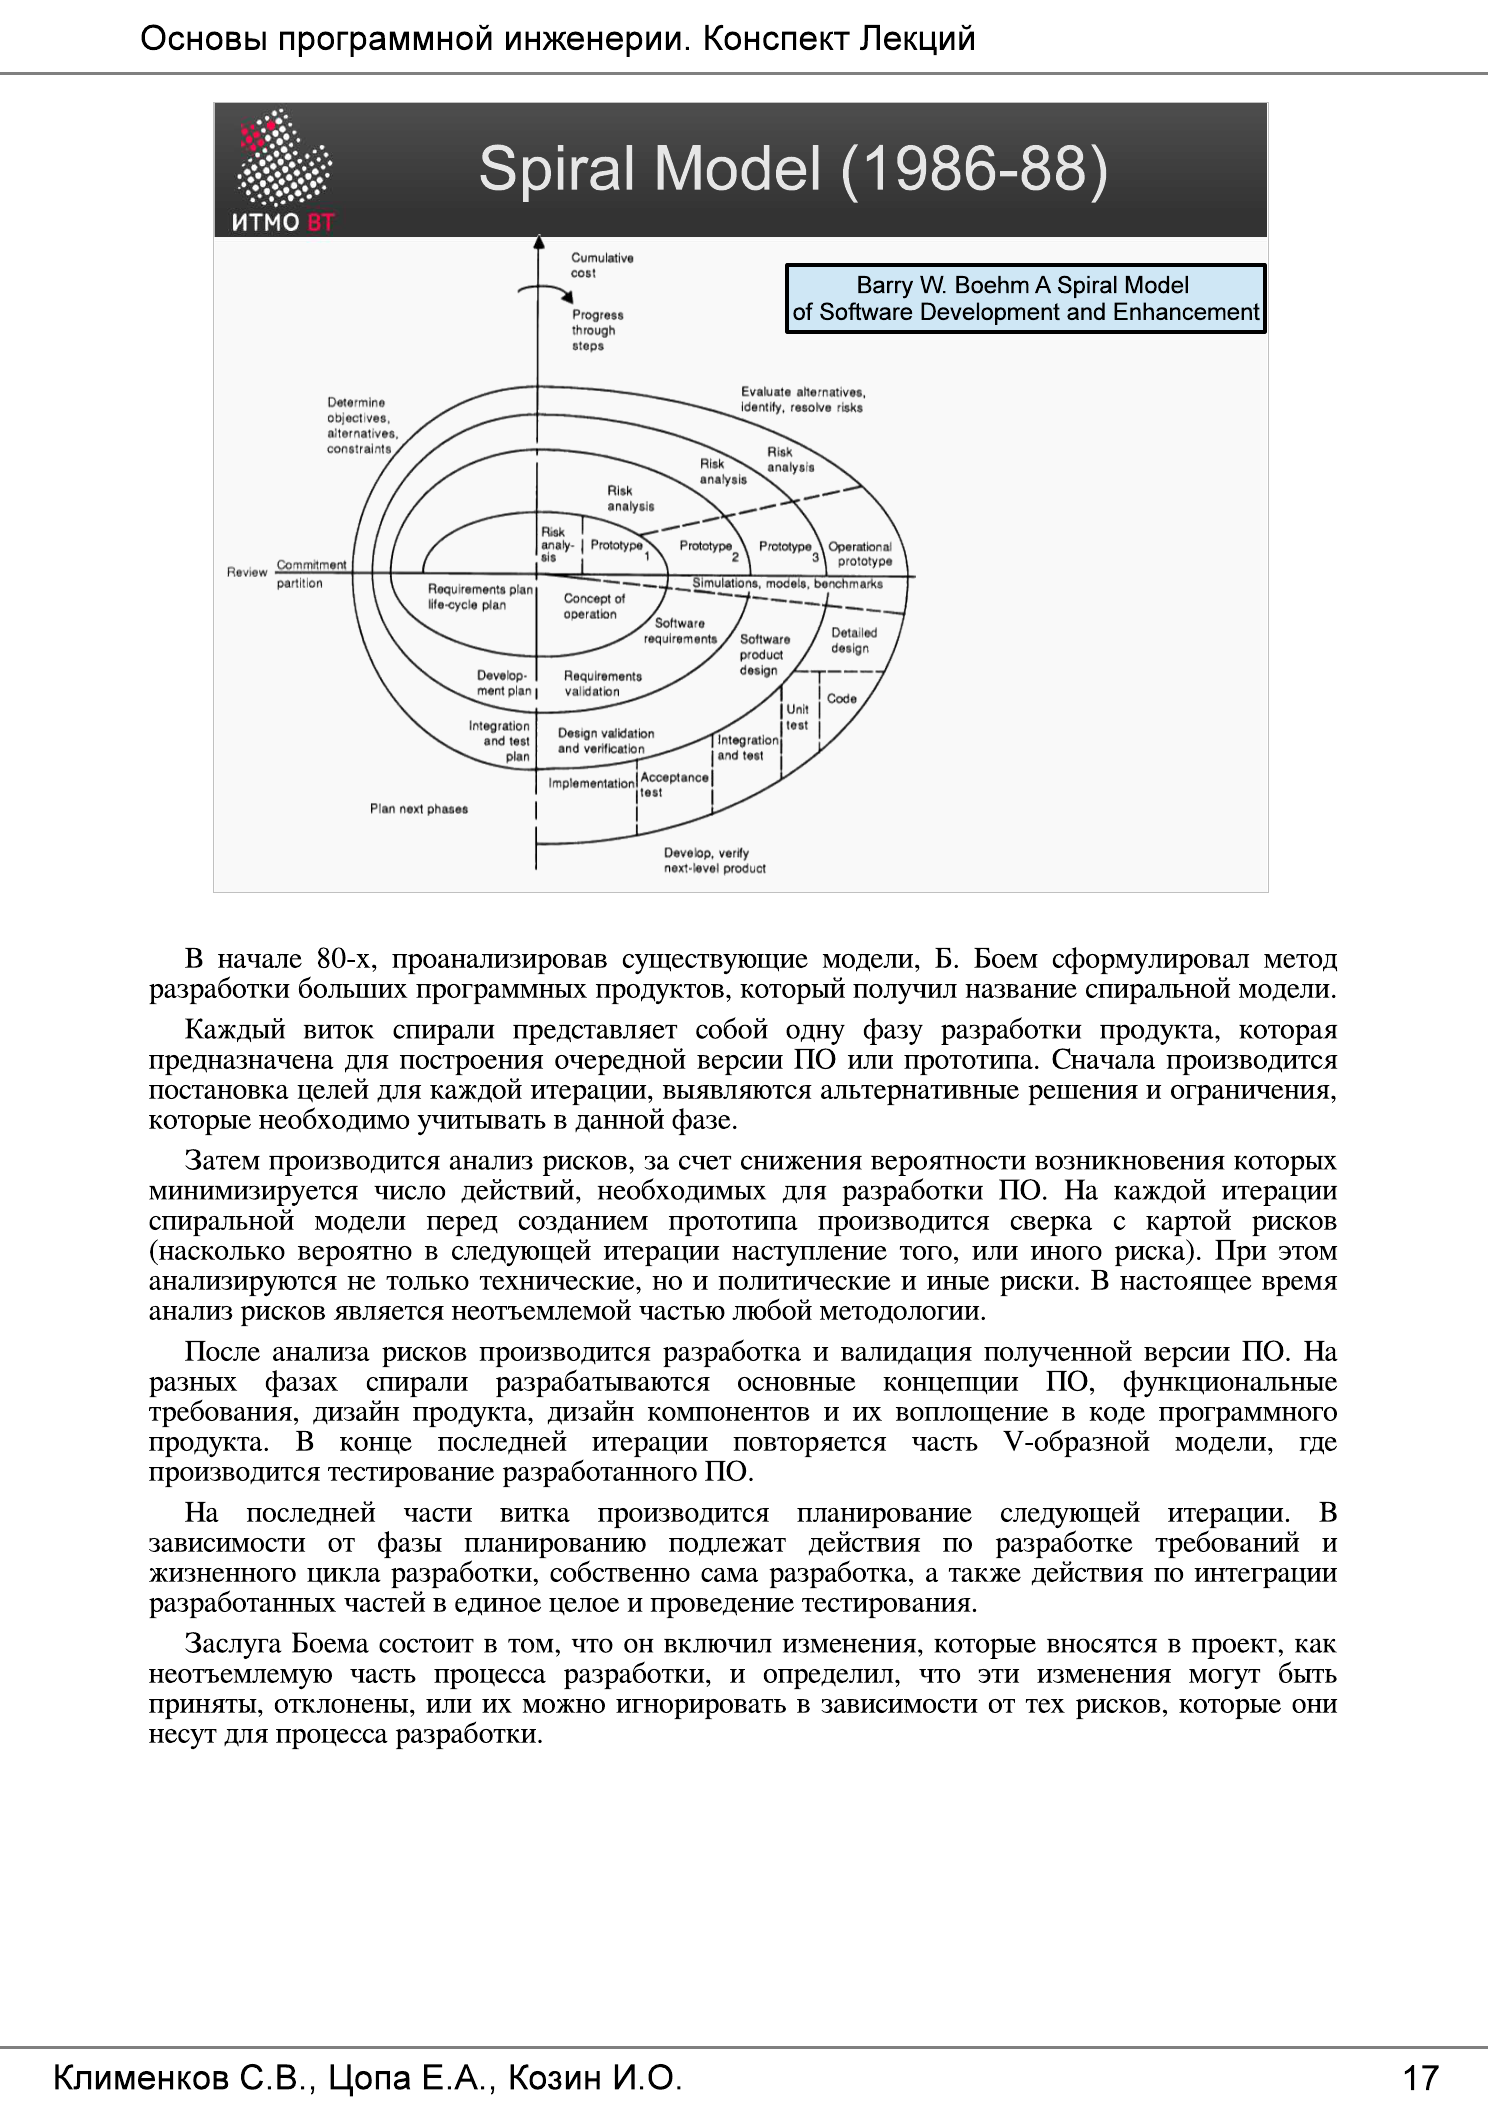 Основы программной инженерии. Конспект Лекций
ИТМО ВТ
Spiral Model (1986-88)
Cumulative
cost
Barry W. Boehm A Spiral Model
of Software Development and Enhancement
Progress
through
steps
Determine
objectives,
alternatives,
constraints
Evaluate alternatives,
identify, resolve risks
Risk
analysis
Risk
analysis
Risk
analysis
Risk
analy-
sis
Prototype 1
Prototype 2
Prototype 3
Operational
prototype
Review
Commitment
partition
Simulations, models, benchmarks
Requirements plan
life-cycle plan
Concept of
operation
Software
requirements
Software
product
design
Detailed
design
Develop-
ment plan
Requirements
validation
Code
Unit
test
Integration
and test
plan
Design validation
and verification
Integration
and test
Implementation
Acceptance
test
Plan next phases
Develop, verify
next-level product
В начале 80-х, проанализировав существующие модели, Б. Боем сформулировал метод
разработки больших программных продуктов, который получил название спиральной модели.
Каждый виток спирали представляет собой одну фазу разработки продукта, которая
предназначена для построения очередной версии ПО или прототипа. Сначала производится
постановка целей для каждой итерации, выявляются альтернативные решения и ограничения,
которые необходимо учитывать в данной фазе.
Затем производится анализ рисков, за счет снижения вероятности возникновения которых
минимизируется число действий, необходимых для разработки ПО. На каждой итерации
спиральной модели перед созданием прототипа производится сверка с картой рисков
(насколько вероятно в следующей итерации наступление того, или иного риска). При этом
анализируются не только технические, но и политические и иные риски. В настоящее время
анализ рисков является неотъемлемой частью любой методологии.
После анализа рисков производится разработка и валидация полученной версии ПО. На
разных фазах спирали разрабатываются основные концепции ПО, функциональные
требования, дизайн продукта, дизайн компонентов и их воплощение в коде программного
продукта. В конце последней итерации повторяется часть V-образной модели, где
производится тестирование разработанного ПО.
На последней части витка производится планирование следующей итерации. В
зависимости от фазы планированию подлежат действия по разработке требований и
жизненного цикла разработки, собственно сама разработка, а также действия по интеграции
разработанных частей в единое целое и проведение тестирования.
Заслуга Боема состоит в том, что он включил изменения, которые вносятся в проект, как
неотъемлемую часть процесса разработки, и определил, что эти изменения могут быть
приняты, отклонены, или их можно игнорировать в зависимости от тех рисков, которые они
несут для процесса разработки.
Клименков С.В., Цопа Е.А., Козин И.О.
17